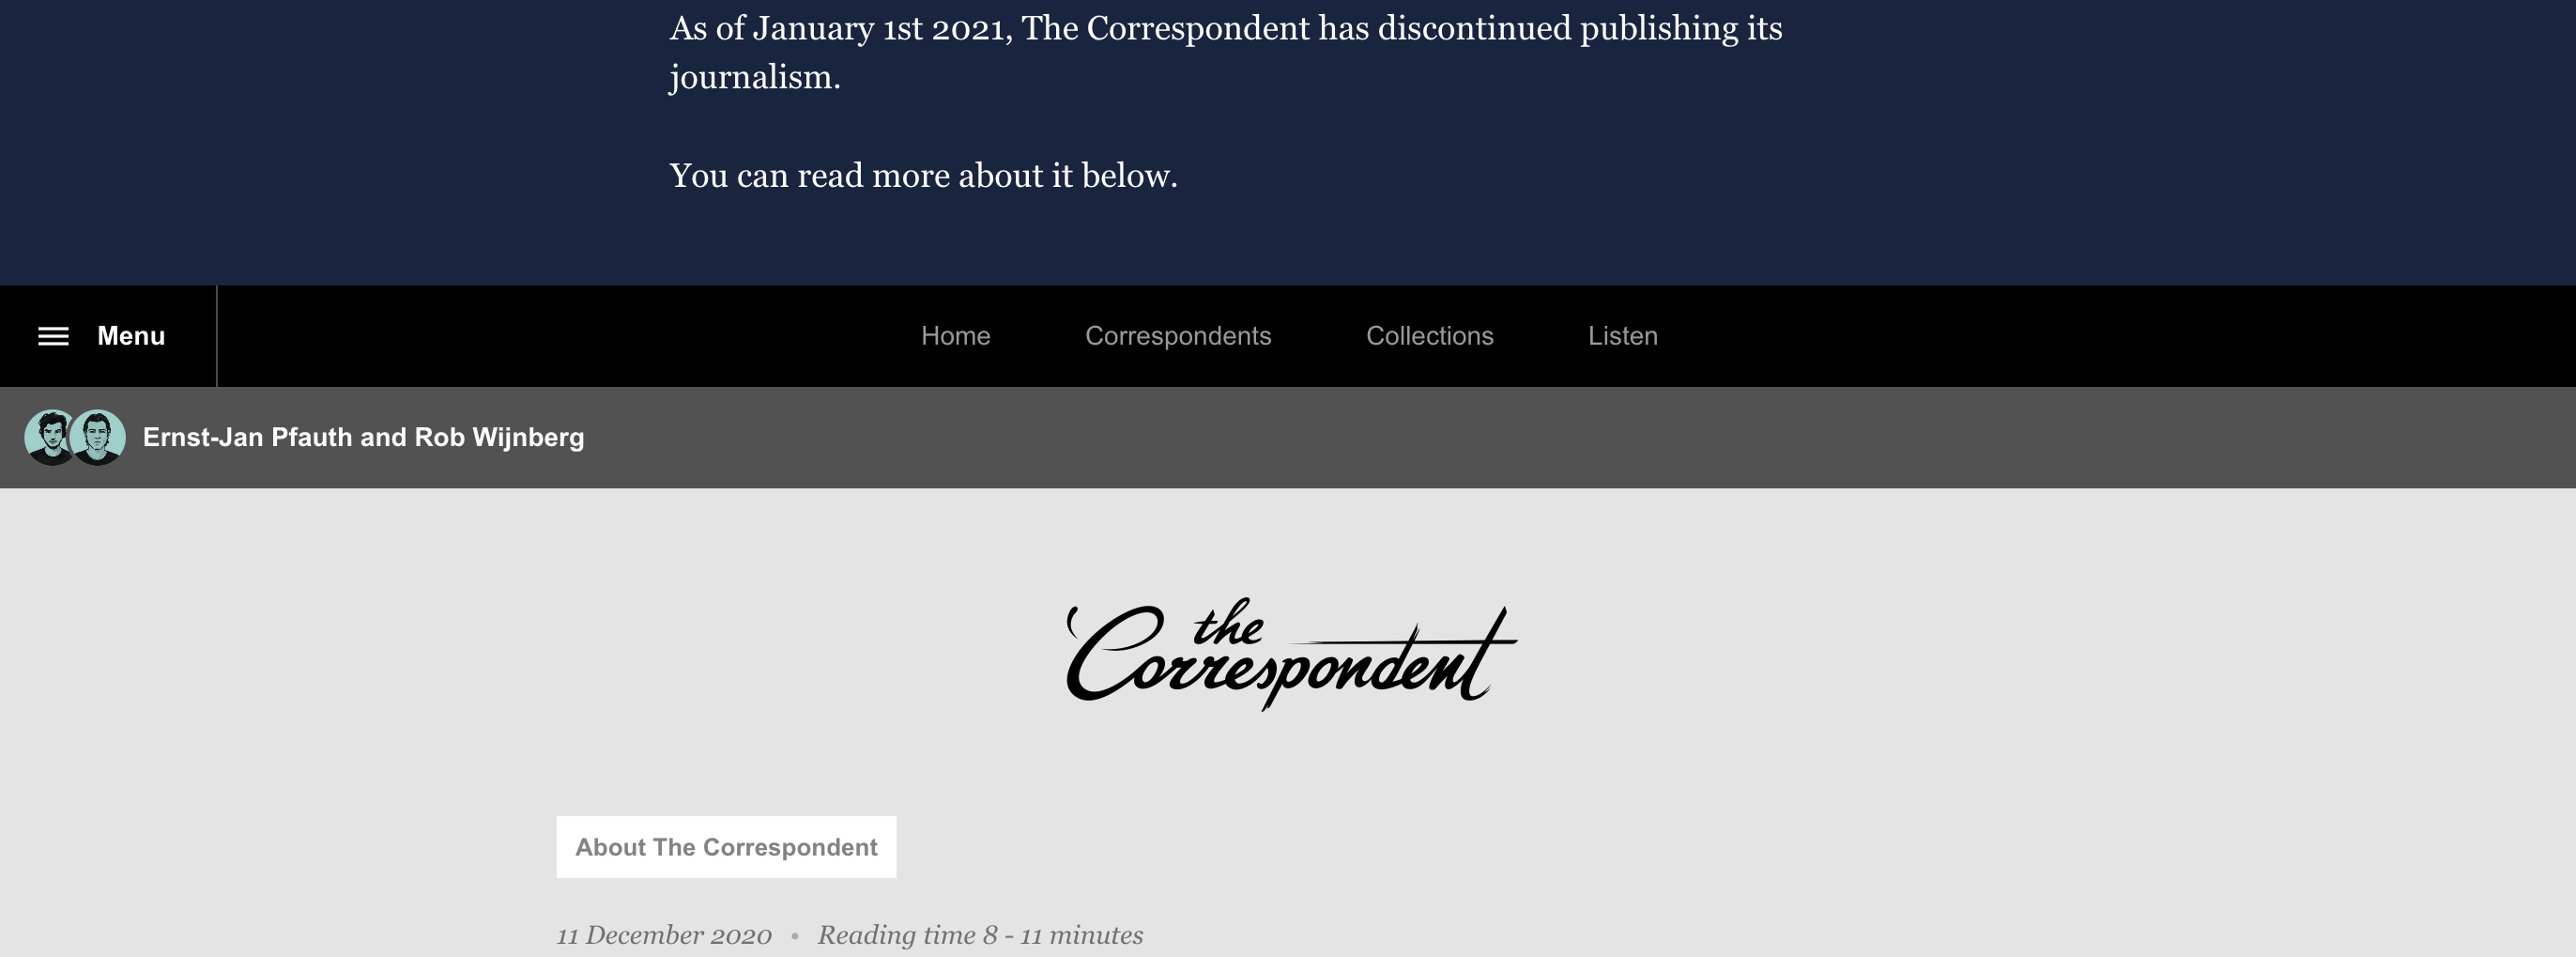 As of January 1st 2021, The Correspondent has discontinued publishing its
journalism.
You can read more about it below.
Menu
Home
Correspondents
Collections
Listen
Ernst-Jan Pfauth and Rob Wijnberg
the
Correspondent
About The Correspondent
11 December 2020 • Reading time 8 - 11 minutes